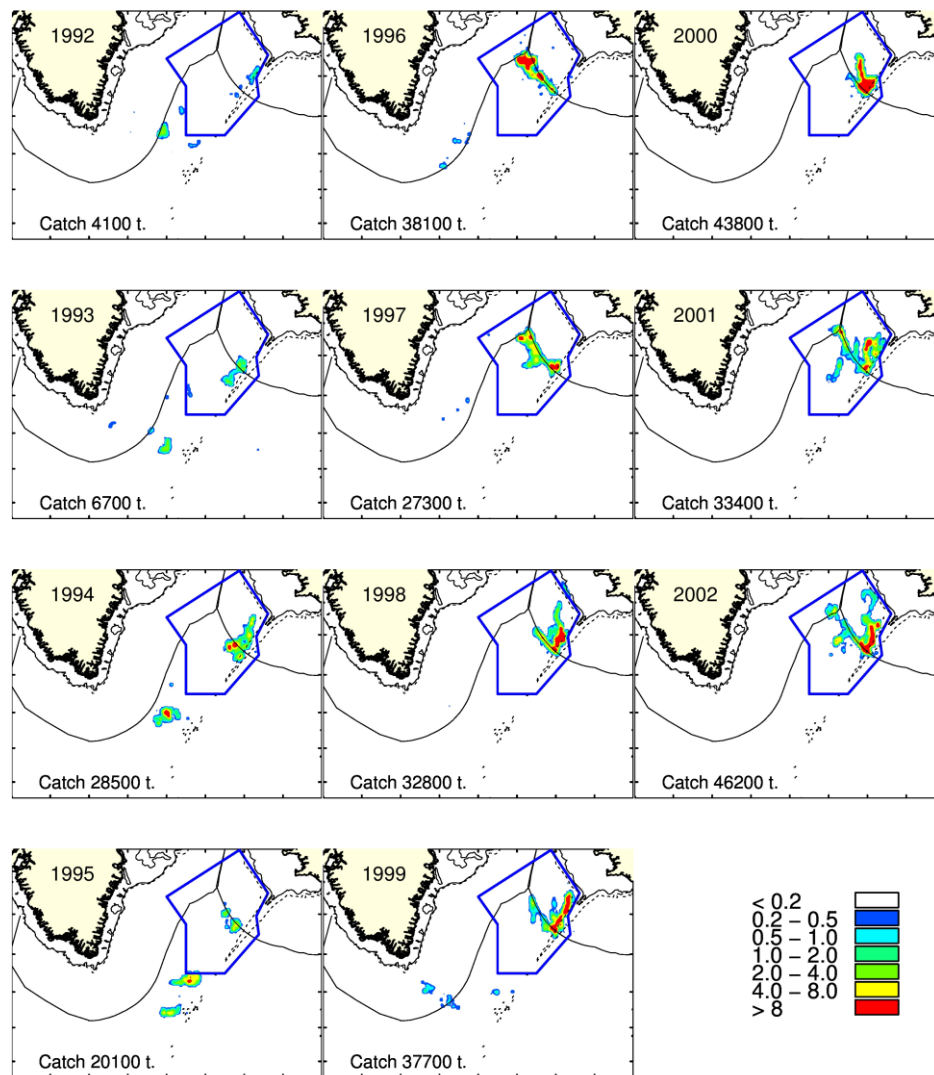 1992
1996
2000
Catch 4100 t.
Catch 38100 t.
Catch 43800 t.
1993
1997
2001
Catch 6700 t.
Catch 27300 t.
Catch 33400 t.
1994
1998
2002
Catch 28500 t.
Catch 32800 t.
Catch 46200 t.
1995
1999
Catch 20100 t.
Catch 37700 t.
< 0.2
0.2 – 0.5
0.5 – 1.0
1.0 – 2.0
2.0 – 4.0
4.0 – 8.0
> 8